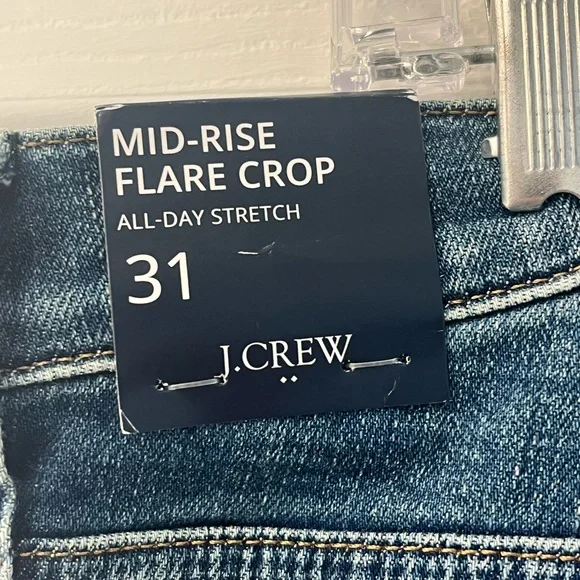 MID-RISE
FLARE CROP
ALL-DAY STRETCH
31
J.CREW